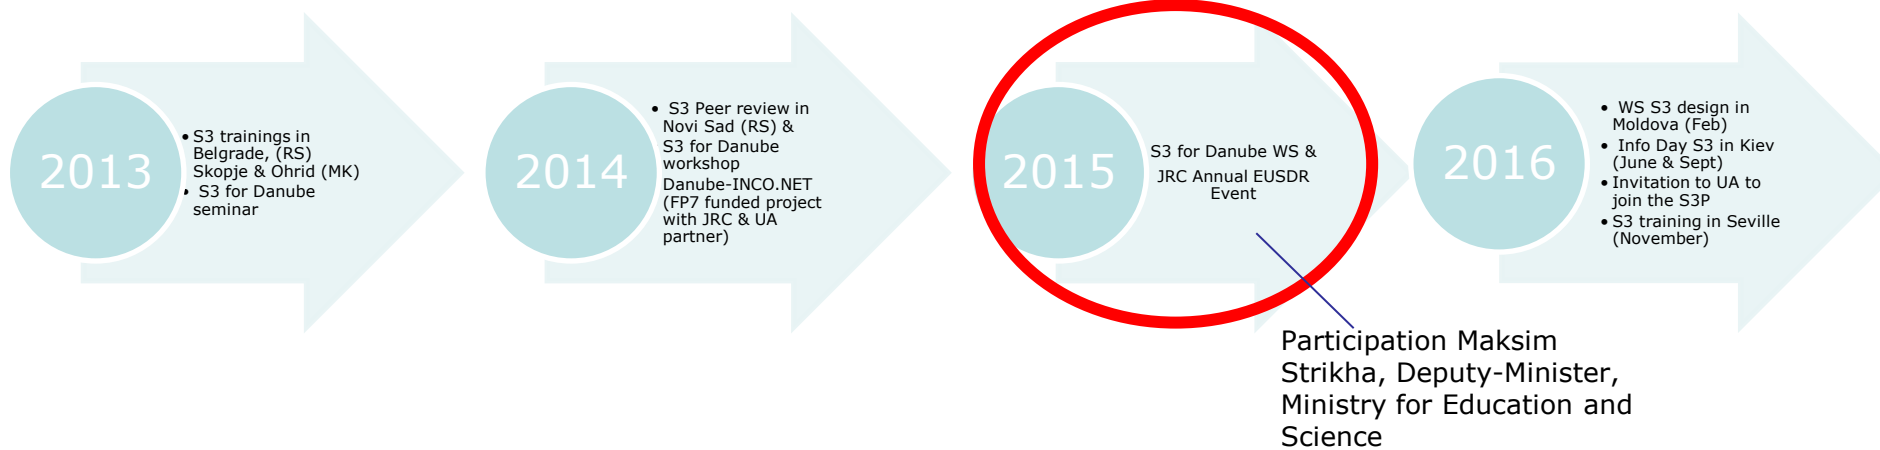 2013
• S3 trainings in
Belgrade, (RS)
Skopje & Ohrid (MK)
• S3 for Danube
seminar
2014
• S3 Peer review in
Novi Sad (RS) &
S3 for Danube
workshop
Danube-INCO.NET
(FP7 funded project
with JRC & UA
partner)
2015
S3 for Danube WS &
JRC Annual EUSDR
Event
2016
• WS S3 design in
Moldova (Feb)
• Info Day S3 in Kiev
(June & Sept)
• Invitation to UA to
join the S3P
• S3 training in Seville
(November)
Participation Maksim
Strikha, Deputy-Minister,
Ministry for Education and
Science